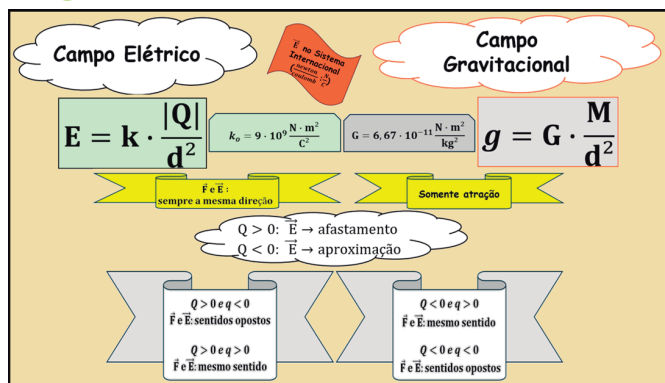 Campo Elétrico
E⃗ no Sistema
Internacional
(newton/coulomb, N/C)
Campo
Gravitacional
E = k · |Q|/d²
k₀ = 9 · 10⁹ N · m²/C²
G = 6,67 · 10⁻¹¹ N · m²/kg²
g = G · M/d²
F⃗ e E⃗ :
sempre a mesma direção
Somente atração
Q > 0: E⃗ → afastamento
Q < 0: E⃗ → aproximação
Q > 0 e q < 0
F⃗ e E⃗: sentidos opostos
Q > 0 e q > 0
F⃗ e E⃗: mesmo sentido
Q < 0 e q > 0
F⃗ e E⃗: mesmo sentido
Q < 0 e q < 0
F⃗ e E⃗: sentidos opostos